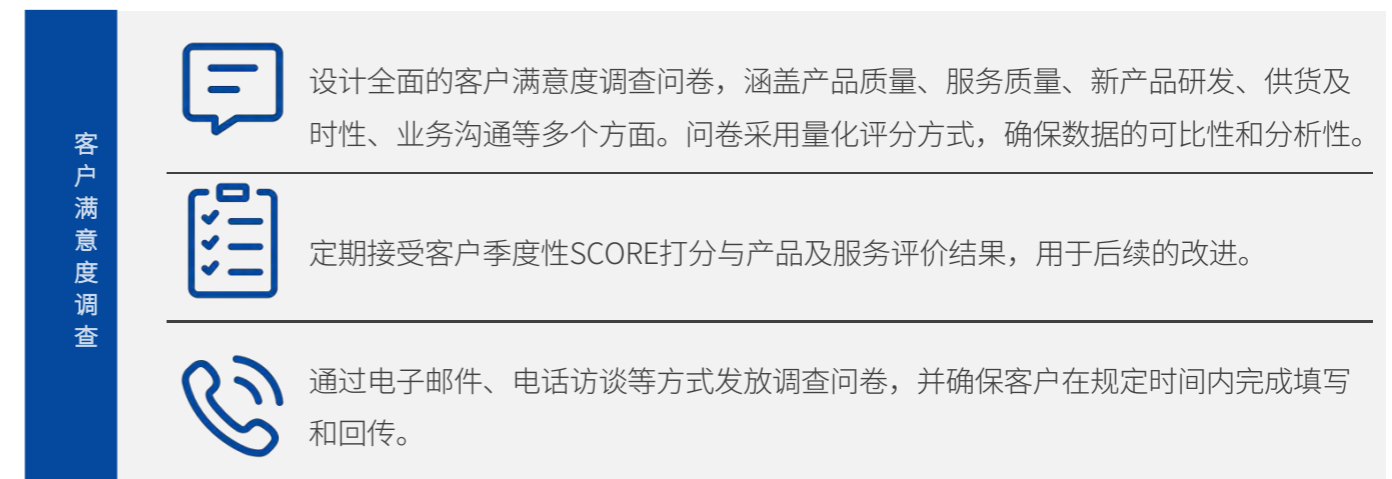 客户满意度调查
设计全面的客户满意度调查问卷，涵盖产品质量、服务质量、新产品研发、供货及
时性、业务沟通等多个方面。问卷采用量化评分方式，确保数据的可比性和分析性。
定期接受客户季度性SCORE打分与产品及服务评价结果，用于后续的改进。
通过电子邮件、电话访谈等方式发放调查问卷，并确保客户在规定时间内完成填写
和回传。